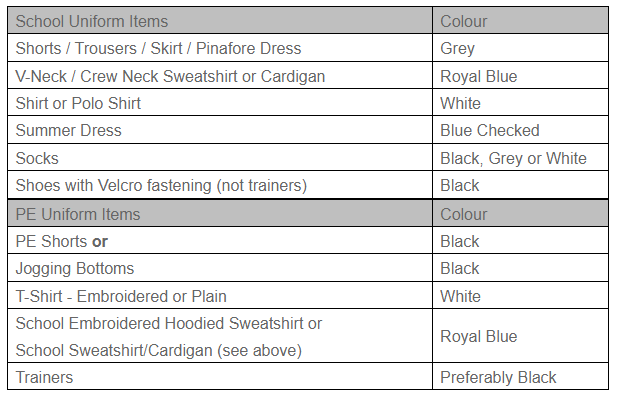 School Uniform Items Colour
Shorts / Trousers / Skirt / Pinafore Dress Grey
V-Neck / Crew Neck Sweatshirt or Cardigan Royal Blue
Shirt or Polo Shirt White
Summer Dress Blue Checked
Socks Black, Grey or White
Shoes with Velcro fastening (not trainers) Black
PE Uniform Items Colour
PE Shorts or Black
Jogging Bottoms Black
T-Shirt - Embroidered or Plain White
School Embroidered Hoodied Sweatshirt or
School Sweatshirt/Cardigan (see above) Royal Blue
Trainers Preferably Black